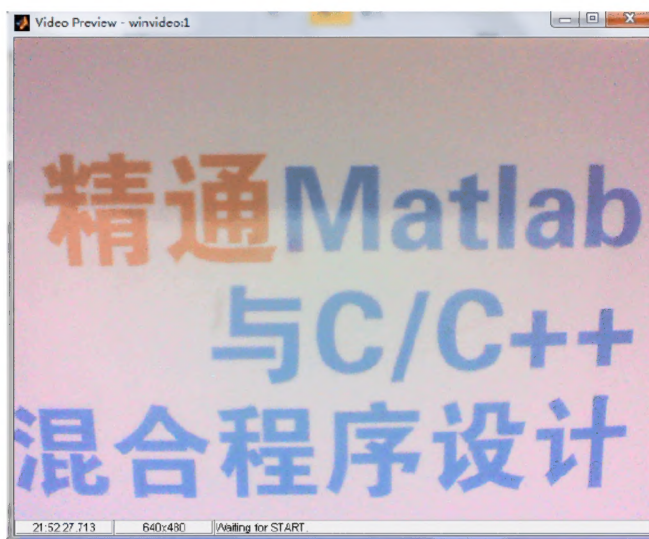 Video Preview - winvideo:1
精通Matlab
与C/C++
混合程序设计
21:52:27.713 640x480 Waiting for START.